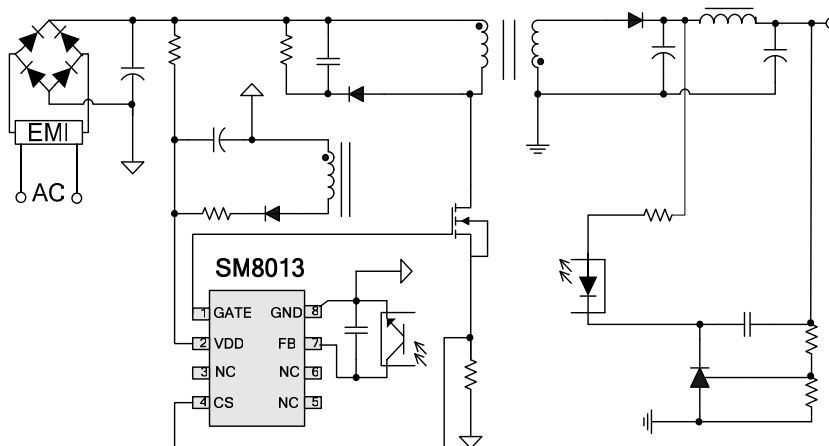 EMI
AC
SM8013
1 GATE GND 8
2 VDD FB 7
3 NC NC 6
4 CS NC 5